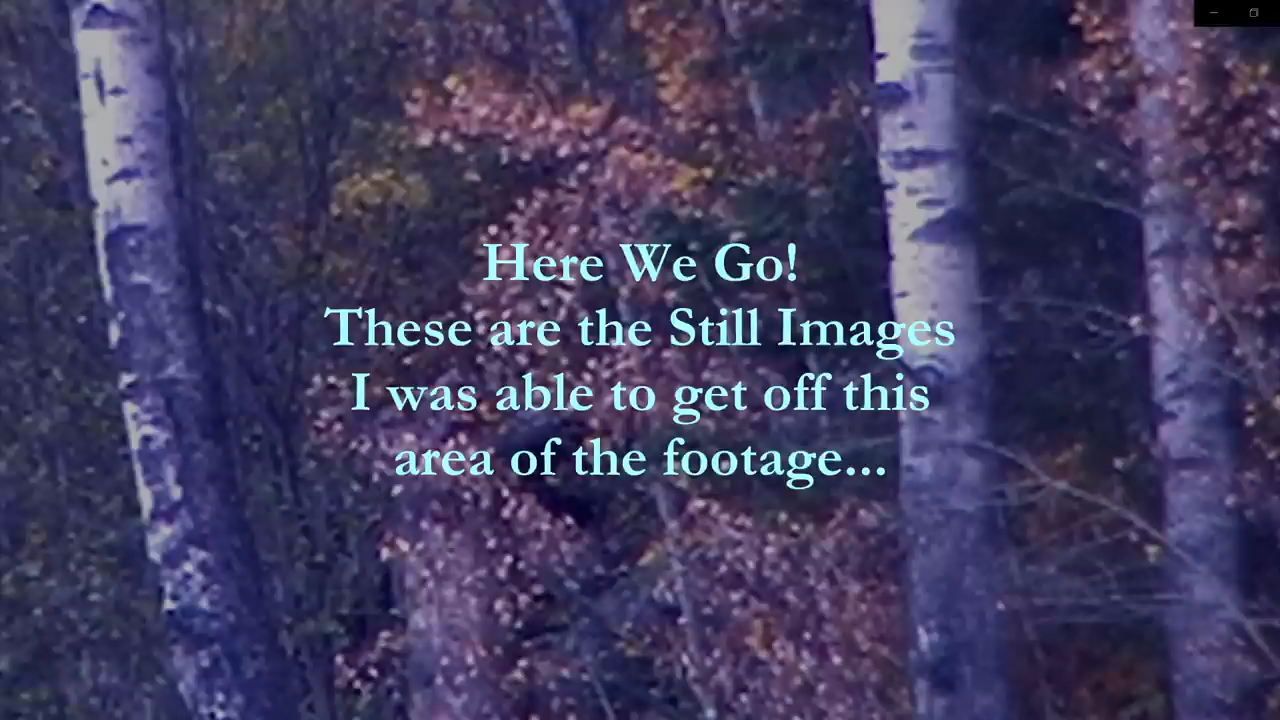 Here We Go!
These are the Still Images
I was able to get off this
area of the footage...